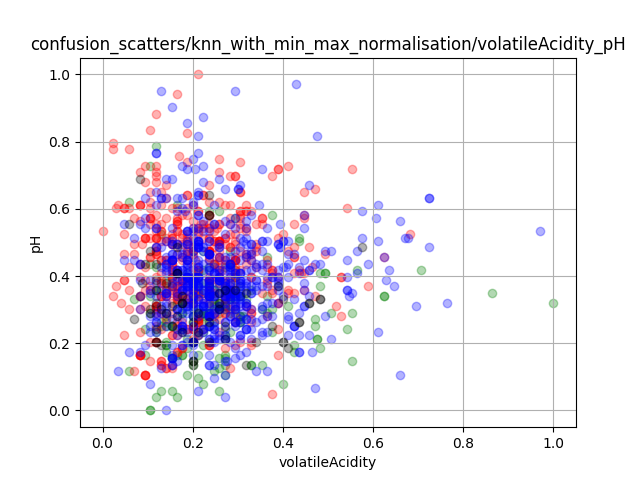 confusion_scatters/knn_with_min_max_normalisation/volatileAcidity_pH
1.0
0.8
0.6
0.4
0.2
0.0
pH
0.0 0.2 0.4 0.6 0.8 1.0
volatileAcidity